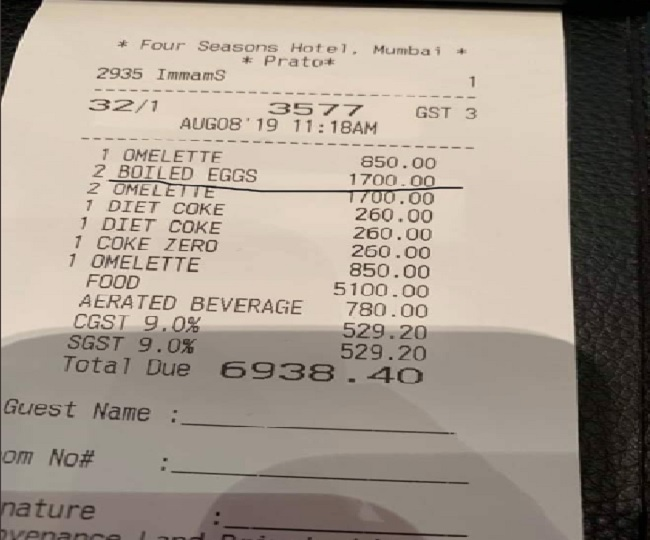 * Four Seasons Hotel, Mumbai *
* Prato*
2935 ImmamS 1
32/1 3577 GST 3
AUG08'19 11:18AM
1 OMELETTE 850.00
2 BOILED EGGS 1700.00
2 OMELETTE 1700.00
1 DIET COKE 260.00
1 DIET COKE 260.00
1 COKE ZERO 260.00
1 OMELETTE 850.00
FOOD 5100.00
AERATED BEVERAGE 780.00
CGST 9.0% 529.20
SGST 9.0% 529.20
Total Due 6938.40
Guest Name :
om No# :
nature :
ovenance Land